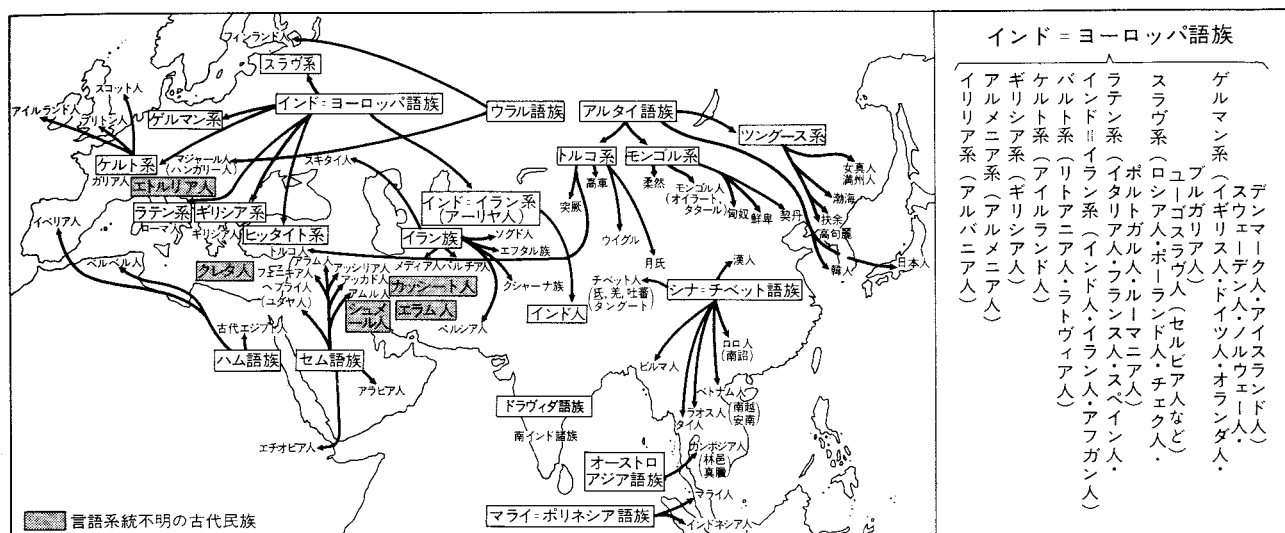 フィンランド人
スラヴ系
スコット人
インド＝ヨーロッパ語族
ウラル語族
アルタイ語族
アイルランド人
ブリトン人
ゲルマン系
ツングース系
ケルト系
マジャール人
(ハンガリー人)
スキタイ人
トルコ系
モンゴル系
女真人
満州人
ガリア人
エトルリア人
高車
柔然
モンゴル人
(オイラート、
タタール)
渤海
インド＝イラン系
(アーリヤ人)
突厥
匈奴
鮮卑
契丹
扶余
高句麗
イベリア人
ラテン系
ギリシア系
ローマ人
ギリシア人
ヒッタイト系
イラン族
ソグド人
エフタル族
ウイグル
トルコ人
メディア人
パルチア人
月氏
韓人
日本人
ベルベル人
クレタ人
アラム人
フェニキア人
ヘブライ人
(ユダヤ人)
アッシリア人
アッカド人
アムル人
カッシート人
クシャーナ族
チベット人
(氐,羌,吐蕃
タングート)
漢人
シナ＝チベット語族
シュメール人
エラム人
ペルシア人
インド人
古代エジプト人
ハム語族
セム語族
アラビア人
ロロ人
(南詔)
ビルマ人
ベトナム人
(南越
安南)
ドラヴィダ語族
南インド諸族
ラオス人
タイ人
エチオピア人
カンボジア人
(林邑
真臘)
オーストロ
アジア語族
マライ人
マライ＝ポリネシア語族
インドネシア人
言語系統不明の古代民族
インド＝ヨーロッパ語族
ゲルマン系(イギリス人・ドイツ人・オランダ人・
スウェーデン人・ノルウェー人・
デンマーク人・アイスランド人)
スラヴ系(ロシア人・ポーランド人・チェク人・
ユーゴスラヴ人(セルビア人など)
ブルガリア人)
ラテン系(イタリア人・フランス人・スペイン人・
ポルトガル人・ルーマニア人)
インド＝イラン系(インド人・イラン人・アフガン人)
バルト系(リトアニア人・ラトヴィア人)
ケルト系(アイルランド人)
ギリシア系(ギリシア人)
アルメニア系(アルメニア人)
イリリア系(アルバニア人)